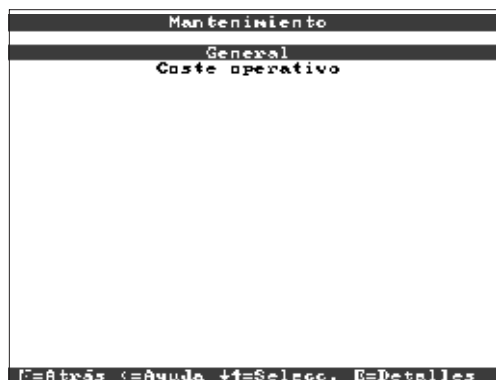 Mantenimiento
General
Coste operativo
=Atrás <=Ayuda ↓↑=Selecc. E=Detalles